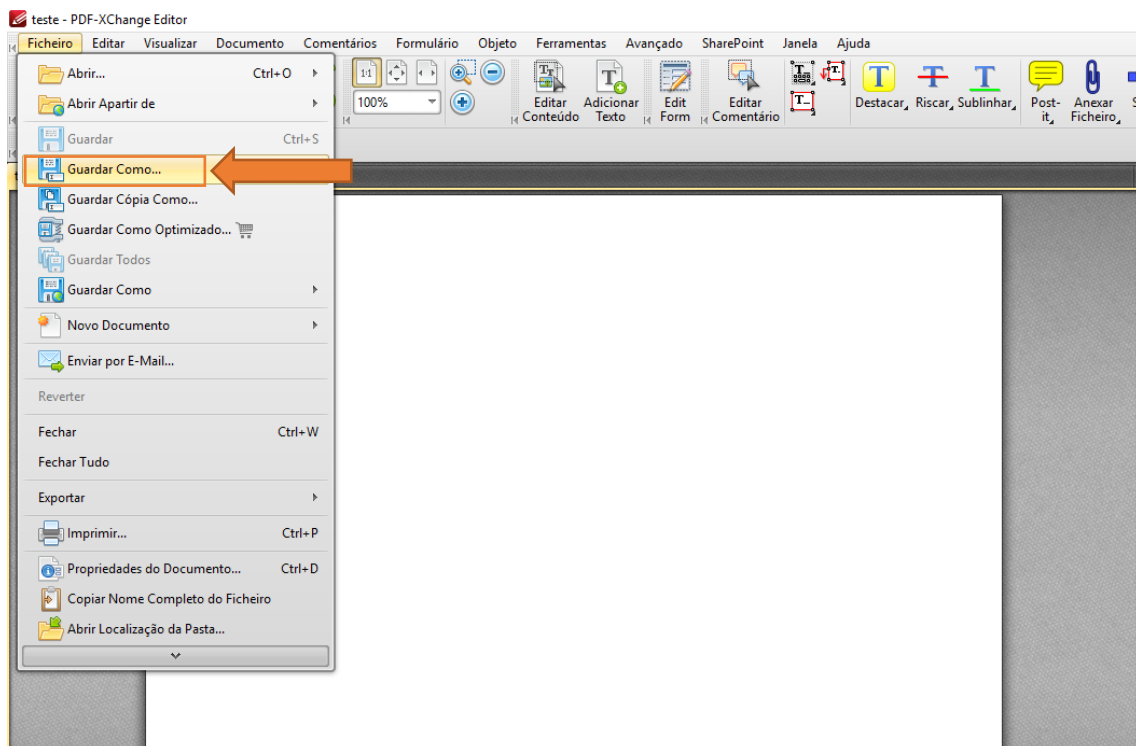 teste - PDF-XChange Editor
Ficheiro Editar Visualizar Documento Comentários Formulário Objeto Ferramentas Avançado SharePoint Janela Ajuda
Abrir... Ctrl+O
Abrir Apartir de
Guardar Ctrl+S
Guardar Como...
Guardar Cópia Como...
Guardar Como Optimizado...
Guardar Todos
Guardar Como
Novo Documento
Enviar por E-Mail...
Reverter
Fechar Ctrl+W
Fechar Tudo
Exportar
Imprimir... Ctrl+P
Propriedades do Documento... Ctrl+D
Copiar Nome Completo do Ficheiro
Abrir Localização da Pasta...
1:1
100%
Editar
Conteúdo
Adicionar
Texto
Edit
Form
Editar
Comentário
Destacar
Riscar
Sublinhar
Post-
it
Anexar
Ficheiro